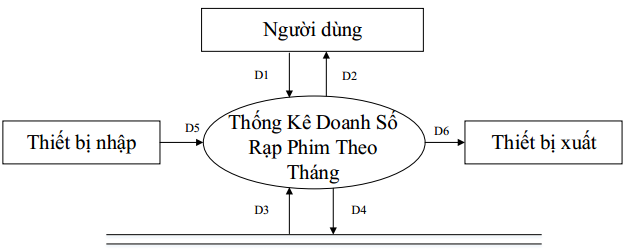 Người dùng
D1
D2
Thiết bị nhập
D5
Thống Kê Doanh Số
Rạp Phim Theo
Tháng
D6
Thiết bị xuất
D3
D4